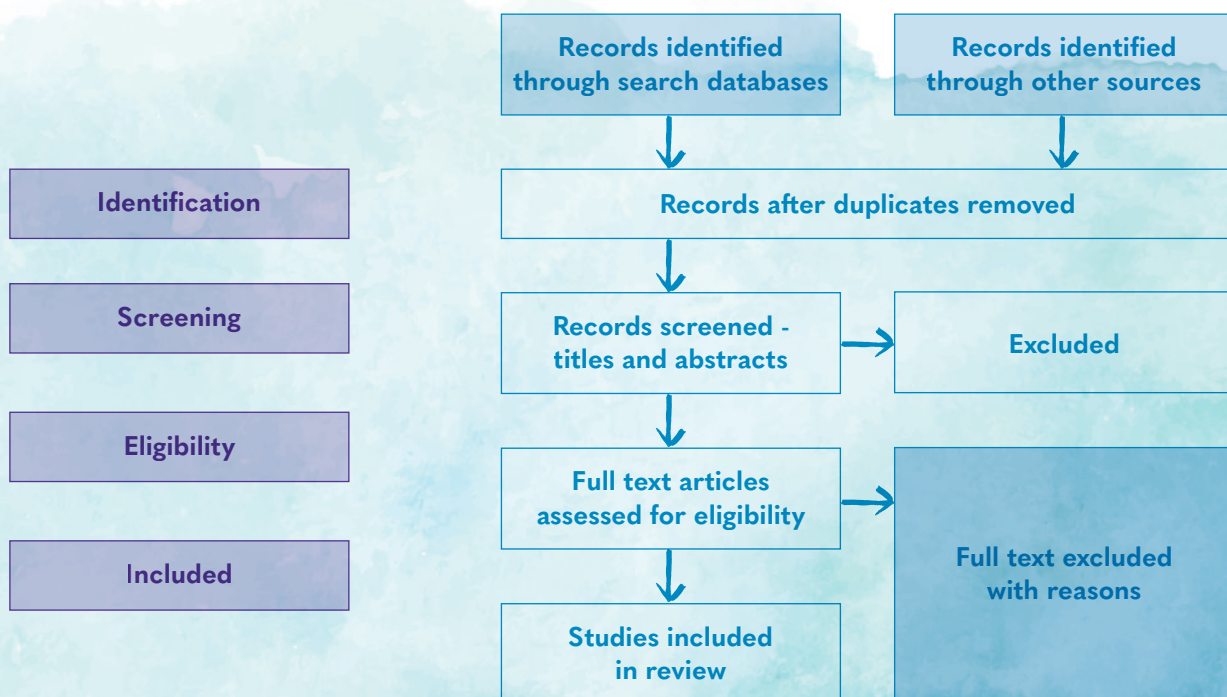 Records identified
through search databases
Records identified
through other sources
Identification
Records after duplicates removed
Screening
Records screened -
titles and abstracts
Excluded
Eligibility
Full text articles
assessed for eligibility
Full text excluded
with reasons
Included
Studies included
in review